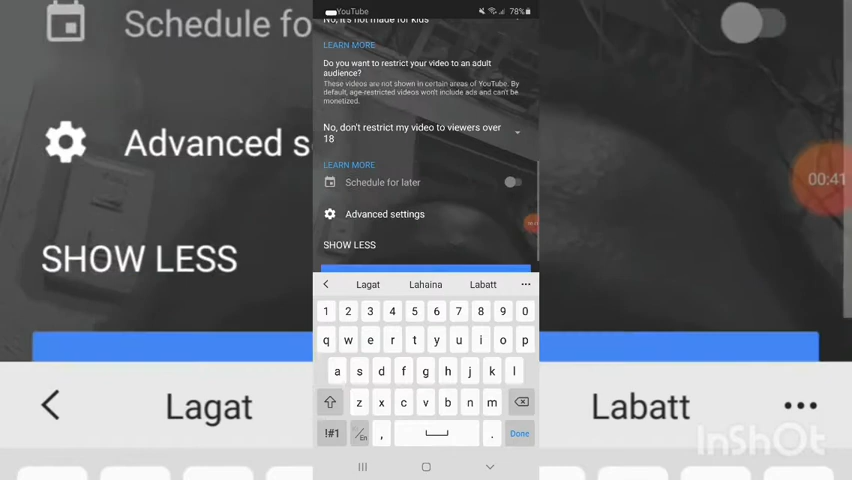 YouTube
78%
No, it's not made for kids
LEARN MORE
Do you want to restrict your video to an adult
audience?
These videos are not shown in certain areas of YouTube. By
default, age-restricted videos won't include ads and can't be
monetized.
No, don't restrict my video to viewers over
18
LEARN MORE
Schedule for later
Advanced settings
SHOW LESS
Lagat Lahaina Labatt
1 2 3 4 5 6 7 8 9 0
q w e r t y u i o p
a s d f g h j k l
z x c v b n m
!#1 En , . Done
Schedule fo
Advanced s
SHOW LESS
Lagat
00:41
Labatt
InShOt